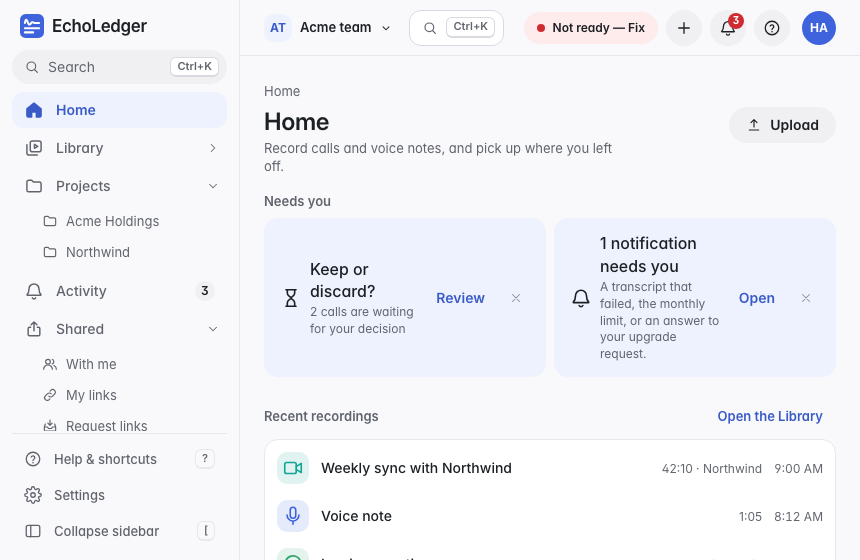 EchoLedger
Search Ctrl+K
Home
Library
Projects
Acme Holdings
Northwind
Activity 3
Shared
With me
My links
Request links
Help & shortcuts ?
Settings
Collapse sidebar [
AT Acme team Ctrl+K Not ready — Fix 3 HA
Home
Home
Upload
Record calls and voice notes, and pick up where you left
off.
Needs you
Keep or
discard?
2 calls are waiting
for your decision
Review
1 notification
needs you
A transcript that
failed, the monthly
limit, or an answer to
your upgrade
request.
Open
Recent recordings Open the Library
Weekly sync with Northwind 42:10 · Northwind 9:00 AM
Voice note 1:05 8:12 AM